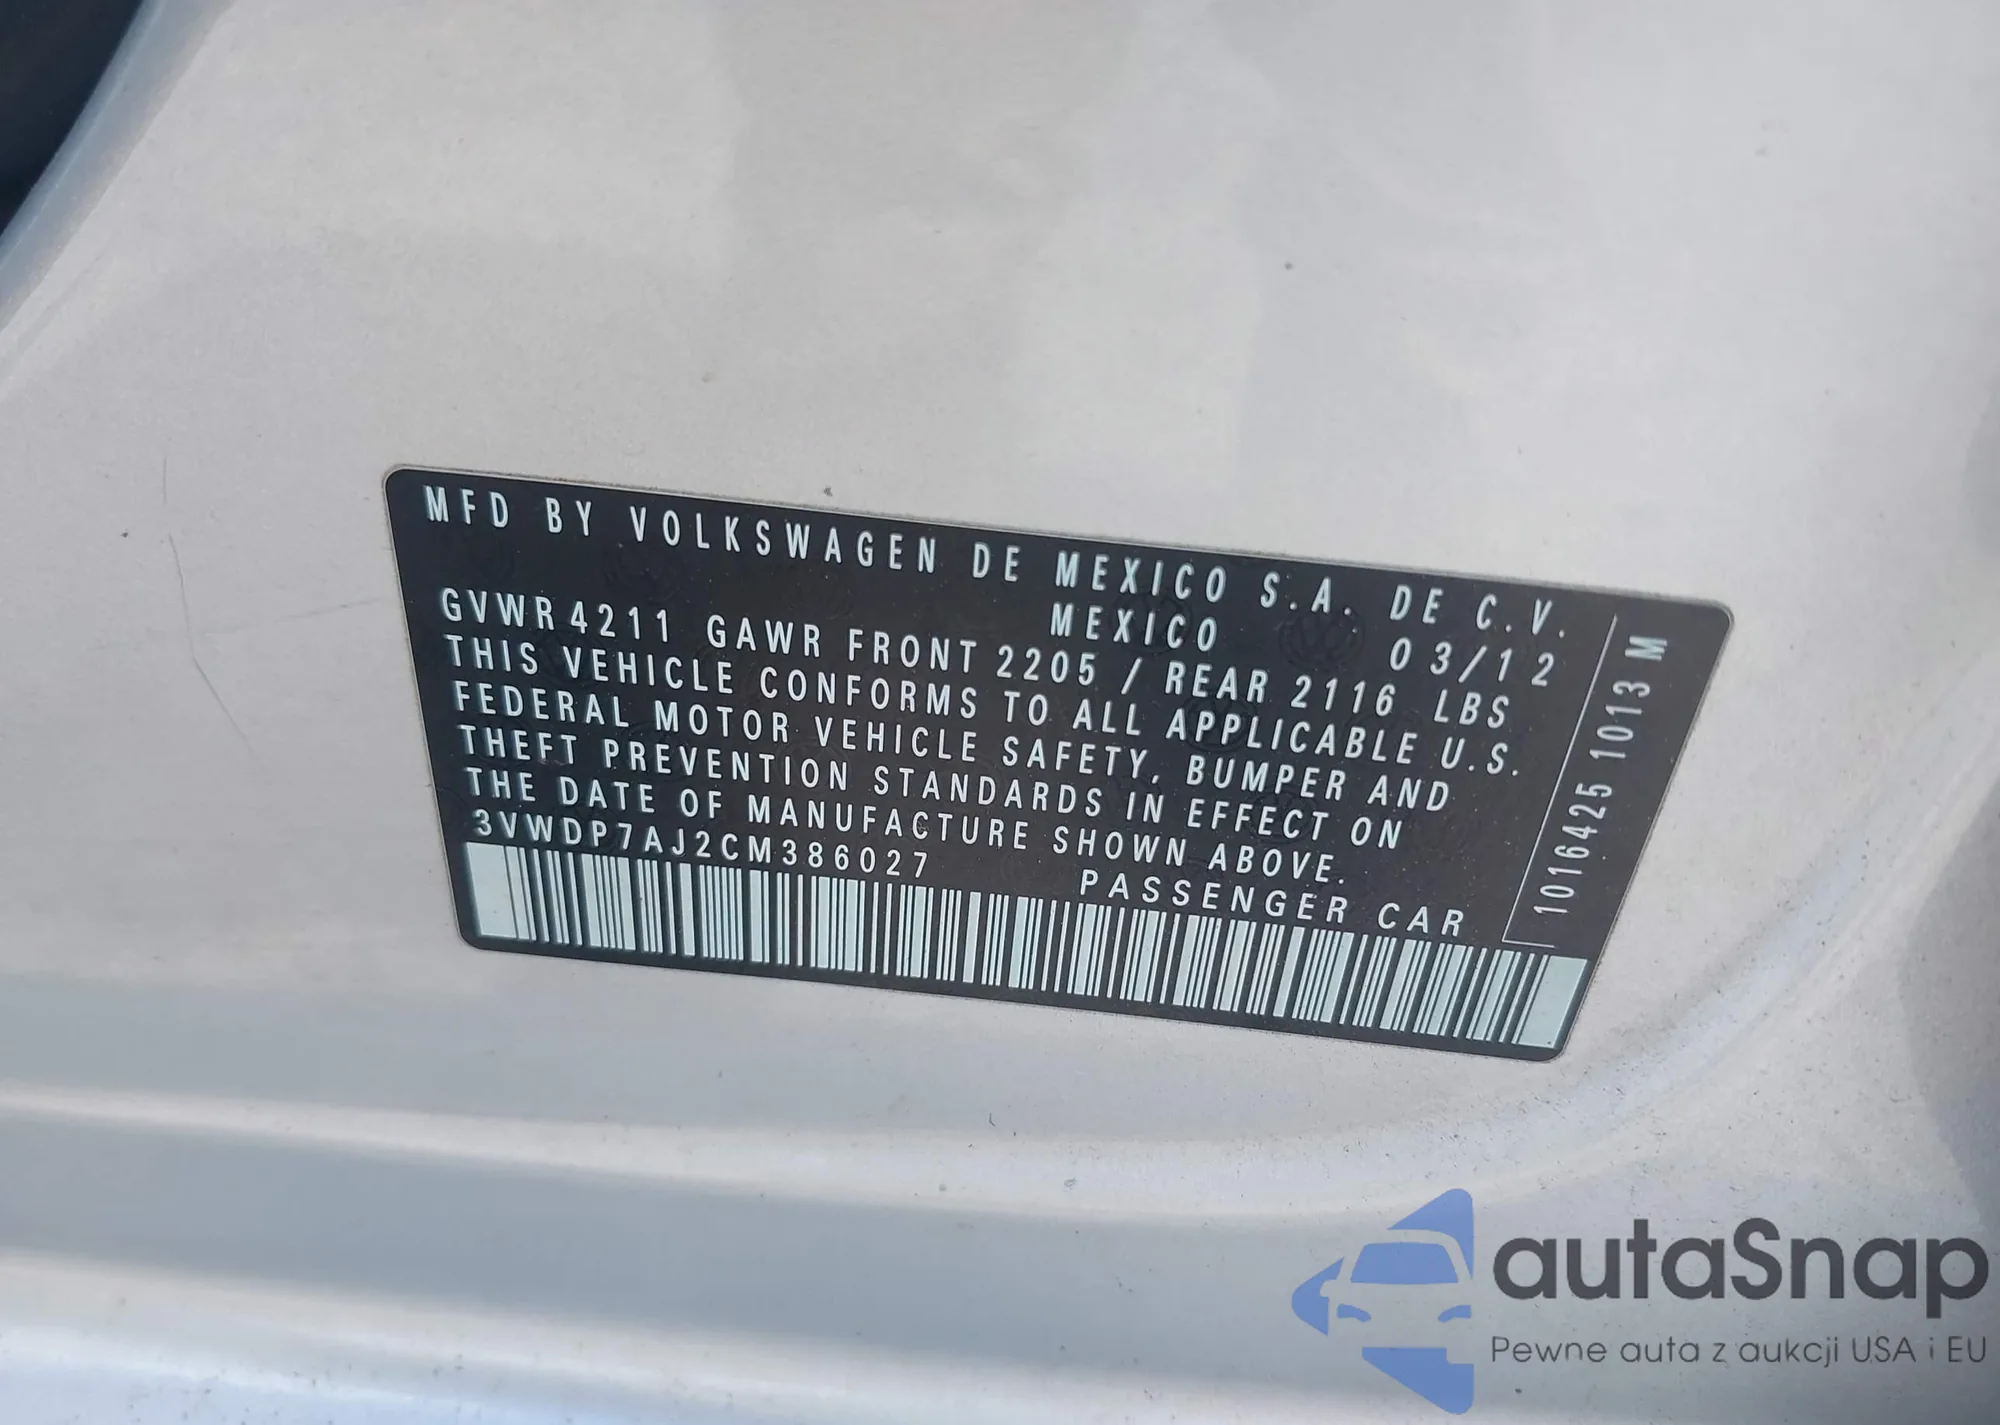 MFD BY VOLKSWAGEN DE MEXICO S.A. DE C.V.
MEXICO 03/12
GVWR 4211 GAWR FRONT 2205 / REAR 2116 LBS
THIS VEHICLE CONFORMS TO ALL APPLICABLE U.S.
FEDERAL MOTOR VEHICLE SAFETY, BUMPER AND
THEFT PREVENTION STANDARDS IN EFFECT ON
THE DATE OF MANUFACTURE SHOWN ABOVE.
3VWDP7AJ2CM386027 PASSENGER CAR
1016425 1013 M
autaSnap
Pewne auta z aukcji USA i EU